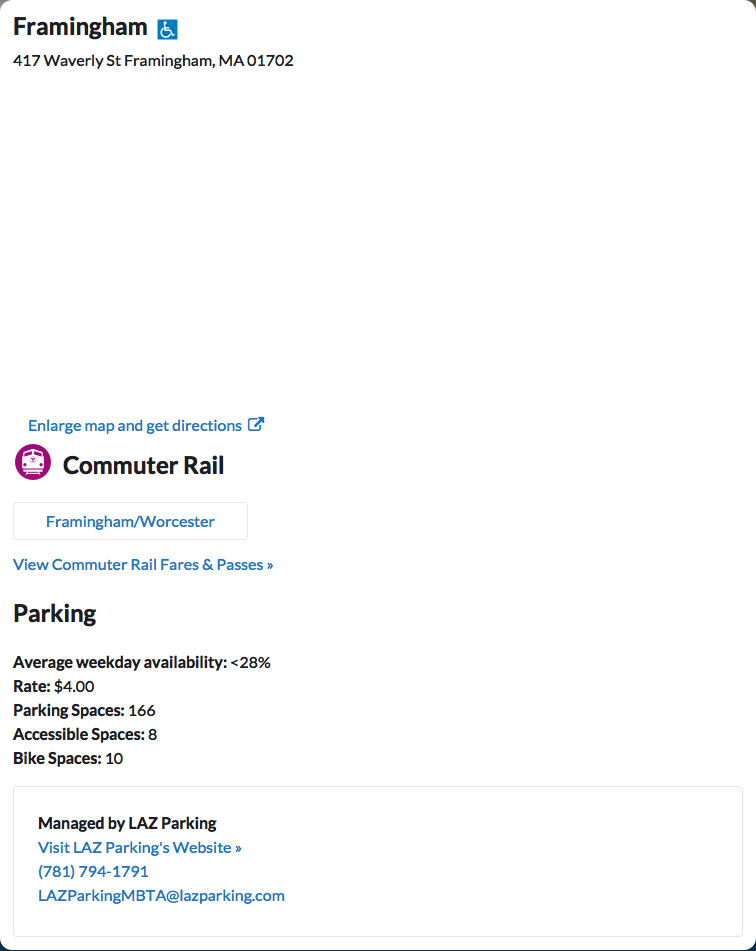 Framingham
417 Waverly St Framingham, MA 01702
Enlarge map and get directions
Commuter Rail
Framingham/Worcester
View Commuter Rail Fares & Passes »
Parking
Average weekday availability: <28%
Rate: $4.00
Parking Spaces: 166
Accessible Spaces: 8
Bike Spaces: 10
Managed by LAZ Parking
Visit LAZ Parking's Website »
(781) 794-1791
LAZParkingMBTA@lazparking.com